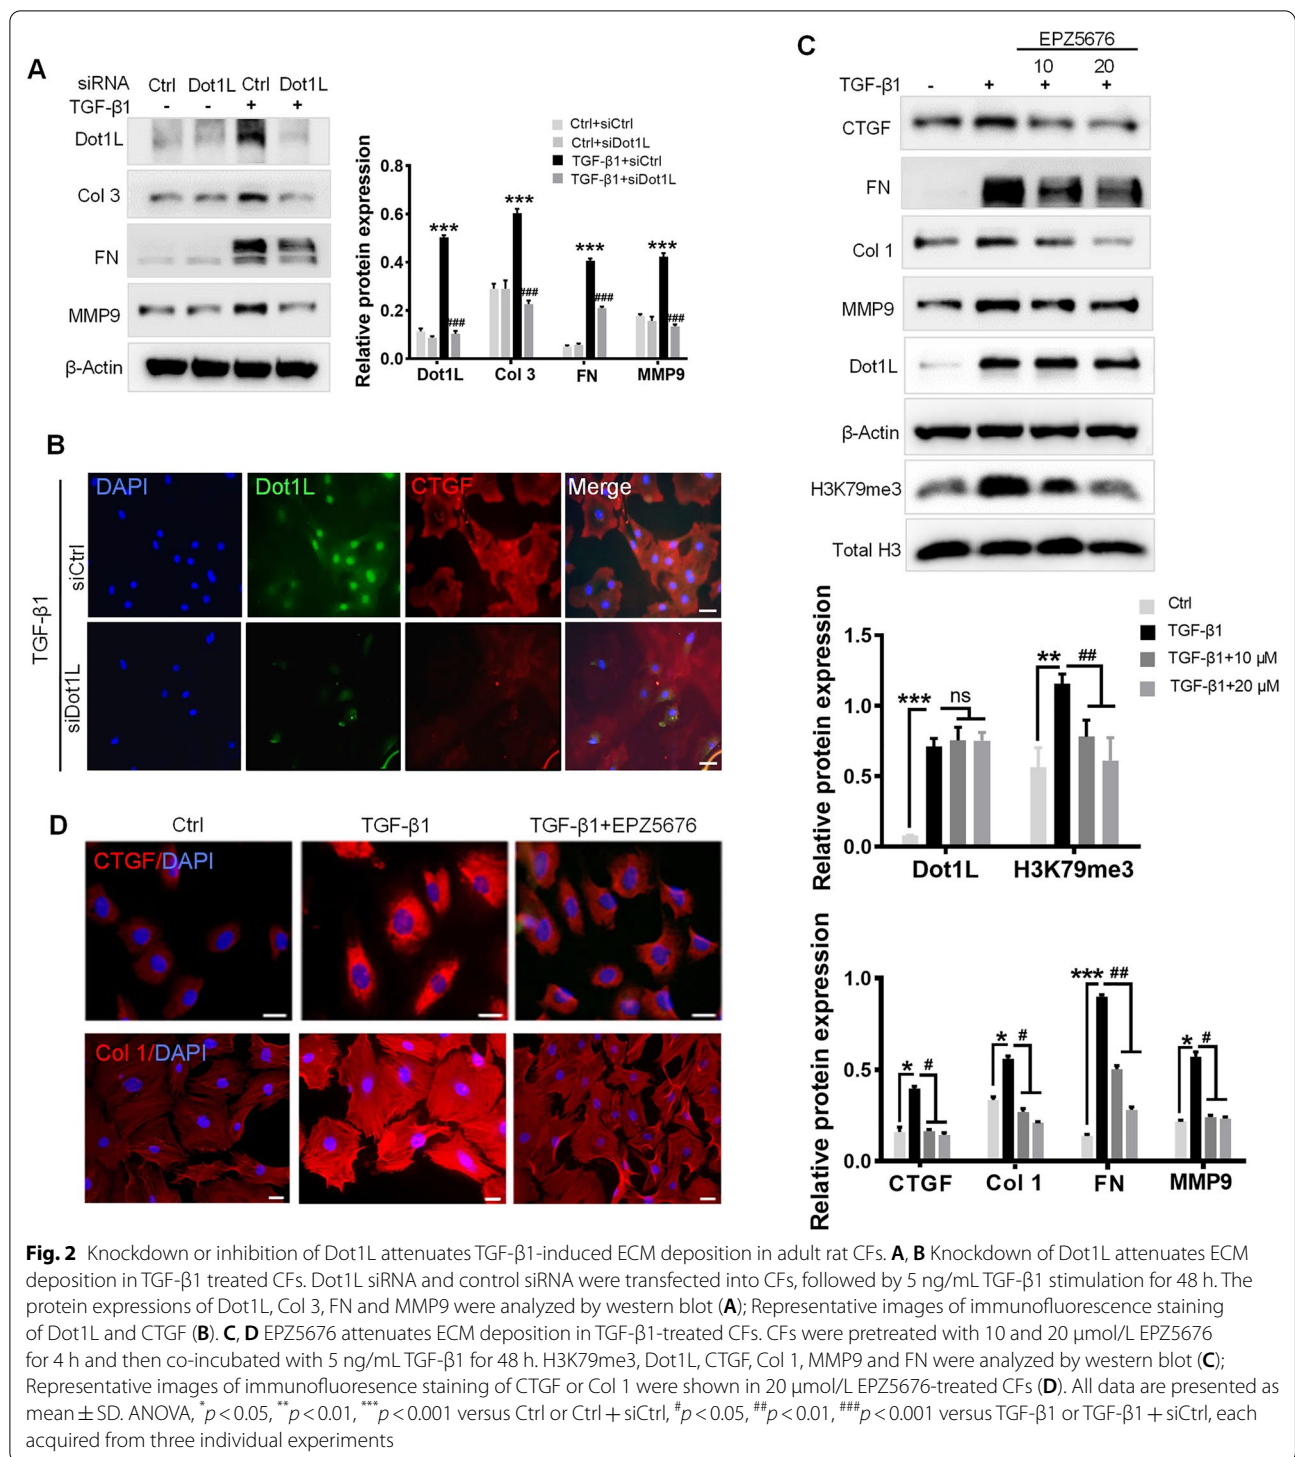 A
siRNA Ctrl Dot1L Ctrl Dot1L
TGF-β1 - - + +
Dot1L
Col 3
FN
MMP9
β-Actin
Ctrl+siCtrl
Ctrl+siDot1L
TGF-β1+siCtrl
TGF-β1+siDot1L
Relative protein expression
0.8
0.6
0.4
0.2
0.0
*** *** *** ***
### ### ### ###
Dot1L Col 3 FN MMP9
B
TGF-β1
siCtrl
siDot1L
DAPI Dot1L CTGF Merge
C
EPZ5676
10 20
TGF-β1 - + + +
CTGF
FN
Col 1
MMP9
Dot1L
β-Actin
H3K79me3
Total H3
Ctrl
TGF-β1
TGF-β1+10 μM
TGF-β1+20 μM
Relative protein expression
1.5
1.0
0.5
0.0
*** ns ** ##
Dot1L H3K79me3
Relative protein expression
1.0
0.5
0.0
* # * # *** ## * #
CTGF Col 1 FN MMP9
D
Ctrl TGF-β1 TGF-β1+EPZ5676
CTGF/DAPI
Col 1/DAPI
Fig. 2 Knockdown or inhibition of Dot1L attenuates TGF-β1-induced ECM deposition in adult rat CFs. A, B Knockdown of Dot1L attenuates ECM
deposition in TGF-β1 treated CFs. Dot1L siRNA and control siRNA were transfected into CFs, followed by 5 ng/mL TGF-β1 stimulation for 48 h. The
protein expressions of Dot1L, Col 3, FN and MMP9 were analyzed by western blot (A); Representative images of immunofluorescence staining
of Dot1L and CTGF (B). C, D EPZ5676 attenuates ECM deposition in TGF-β1-treated CFs. CFs were pretreated with 10 and 20 μmol/L EPZ5676
for 4 h and then co-incubated with 5 ng/mL TGF-β1 for 48 h. H3K79me3, Dot1L, CTGF, Col 1, MMP9 and FN were analyzed by western blot (C);
Representative images of immunofluoresence staining of CTGF or Col 1 were shown in 20 μmol/L EPZ5676-treated CFs (D). All data are presented as
mean ± SD. ANOVA, *p < 0.05, **p < 0.01, ***p < 0.001 versus Ctrl or Ctrl + siCtrl, #p < 0.05, ##p < 0.01, ###p < 0.001 versus TGF-β1 or TGF-β1 + siCtrl, each
acquired from three individual experiments